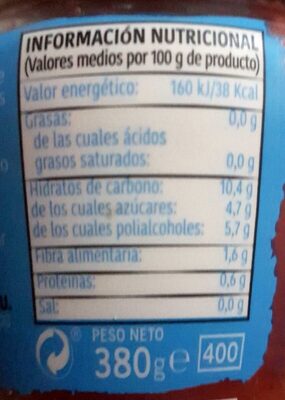 INFORMACIÓN NUTRICIONAL
(Valores medios por 100 g de producto)
Valor energético: 160 kJ/38 Kcal
Grasas: 0,0 g
de las cuales ácidos
grasos saturados: 0,0 g
Hidratos de carbono: 10,4 g
de los cuales azúcares: 4,7 g
de los cuales polialcoholes: 5,7 g
Fibra alimentaria: 1,6 g
Proteínas: 0,6 g
Sal: 0,0 g
PESO NETO
380 g e 400